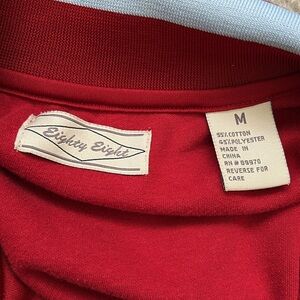 Eighty Eight
M
55% COTTON
45% POLYESTER
MADE IN
CHINA
RN # 89970
REVERSE FOR
CARE